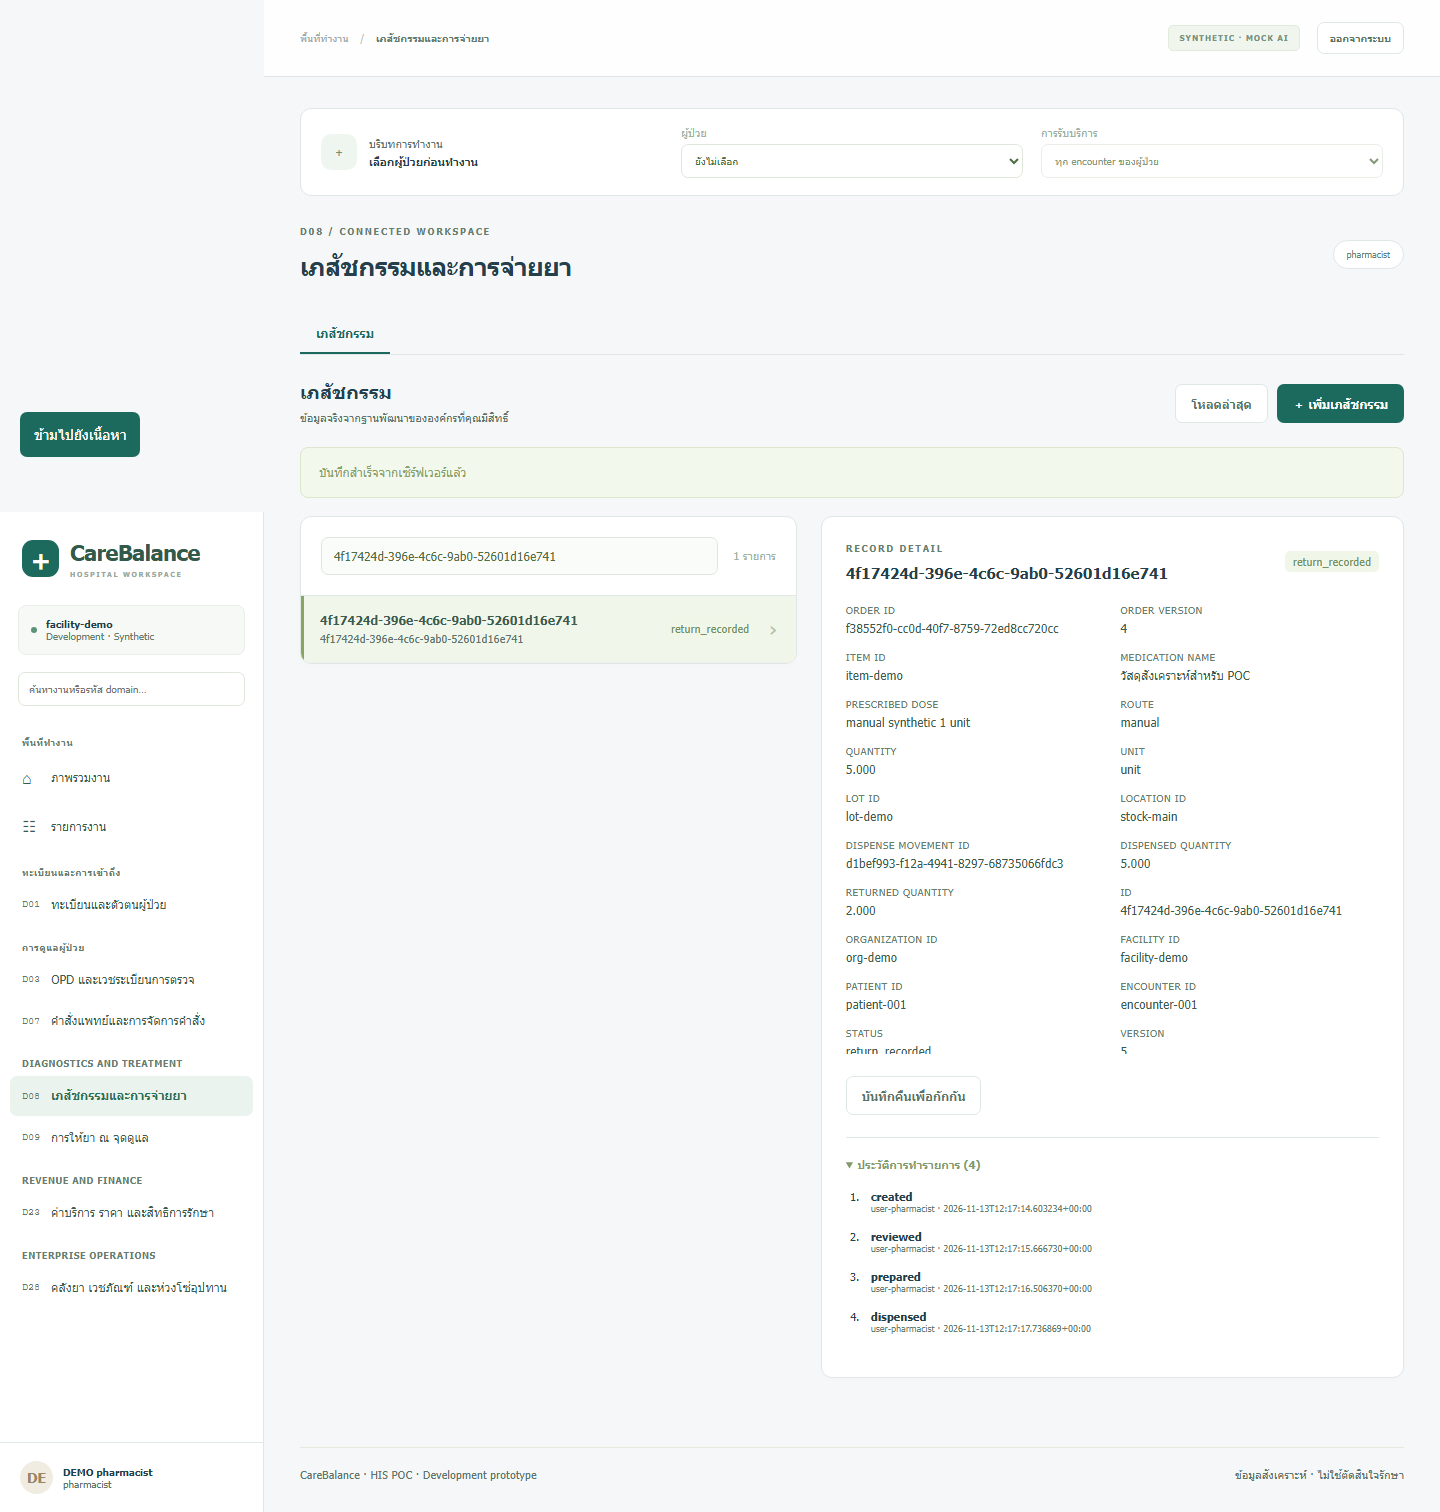 พื้นที่ทำงาน / เภสัชกรรมและการจ่ายยา
SYNTHETIC · MOCK AI
ออกจากระบบ
+
บริบทการทำงาน
เลือกผู้ป่วยก่อนทำงาน
ผู้ป่วย
ยังไม่เลือก
การรับบริการ
ทุก encounter ของผู้ป่วย
D08 / CONNECTED WORKSPACE
เภสัชกรรมและการจ่ายยา
pharmacist
เภสัชกรรม
เภสัชกรรม
ข้อมูลจริงจากฐานพัฒนาขององค์กรที่คุณมีสิทธิ์
โหลดล่าสุด
+ เพิ่มเภสัชกรรม
บันทึกสำเร็จจากเซิร์ฟเวอร์แล้ว
ข้ามไปยังเนื้อหา
CareBalance
HOSPITAL WORKSPACE
facility-demo
Development · Synthetic
ค้นหางานหรือรหัส domain...
พื้นที่ทำงาน
ภาพรวมงาน
รายการงาน
ทะเบียนและการเข้าถึง
D01 ทะเบียนและตัวตนผู้ป่วย
การดูแลผู้ป่วย
D03 OPD และเวชระเบียนการตรวจ
D07 คำสั่งแพทย์และการจัดการคำสั่ง
DIAGNOSTICS AND TREATMENT
D08 เภสัชกรรมและการจ่ายยา
D09 การให้ยา ณ จุดดูแล
REVENUE AND FINANCE
D23 ค่าบริการ ราคา และสิทธิการรักษา
ENTERPRISE OPERATIONS
D28 คลังยา เวชภัณฑ์ และห่วงโซ่อุปทาน
DE
DEMO pharmacist
pharmacist
4f17424d-396e-4c6c-9ab0-52601d16e741
1 รายการ
4f17424d-396e-4c6c-9ab0-52601d16e741
4f17424d-396e-4c6c-9ab0-52601d16e741
return_recorded
RECORD DETAIL
4f17424d-396e-4c6c-9ab0-52601d16e741
return_recorded
ORDER ID
f38552f0-cc0d-40f7-8759-72ed8cc720cc
ORDER VERSION
4
ITEM ID
item-demo
MEDICATION NAME
วัสดุสังเคราะห์สำหรับ POC
PRESCRIBED DOSE
manual synthetic 1 unit
ROUTE
manual
QUANTITY
5.000
UNIT
unit
LOT ID
lot-demo
LOCATION ID
stock-main
DISPENSE MOVEMENT ID
d1bef993-f12a-4941-8297-68735066fdc3
DISPENSED QUANTITY
5.000
RETURNED QUANTITY
2.000
ID
4f17424d-396e-4c6c-9ab0-52601d16e741
ORGANIZATION ID
org-demo
FACILITY ID
facility-demo
PATIENT ID
patient-001
ENCOUNTER ID
encounter-001
STATUS
return_recorded
VERSION
5
บันทึกคืนเพื่อกักกัน
▼ ประวัติการทำรายการ (4)
1. created
user-pharmacist · 2026-11-13T12:17:14.603234+00:00
2. reviewed
user-pharmacist · 2026-11-13T12:17:15.666730+00:00
3. prepared
user-pharmacist · 2026-11-13T12:17:16.506370+00:00
4. dispensed
user-pharmacist · 2026-11-13T12:17:17.736869+00:00
CareBalance · HIS POC · Development prototype
ข้อมูลสังเคราะห์ · ไม่ใช้ตัดสินใจรักษา